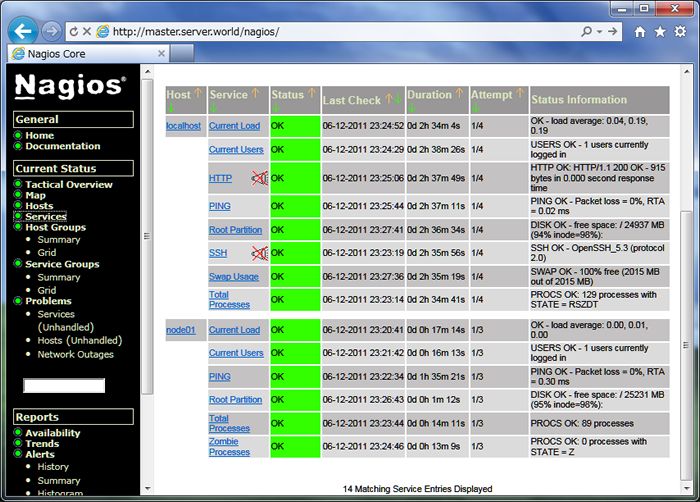 http://master.server.world/nagios/
Nagios Core
Nagios®
General
Home
Documentation
Current Status
Tactical Overview
Map
Hosts
Services
Host Groups
Summary
Grid
Service Groups
Summary
Grid
Problems
Services
(Unhandled)
Hosts (Unhandled)
Network Outages
Reports
Availability
Trends
Alerts
History
Summary
Histogram
Host Service Status Last Check Duration Attempt Status Information
localhost Current Load OK 06-12-2011 23:24:52 0d 2h 34m 4s 1/4 OK - load average: 0.04, 0.19,
0.19
Current Users OK 06-12-2011 23:24:29 0d 2h 38m 26s 1/4 USERS OK - 1 users currently
logged in
HTTP OK 06-12-2011 23:25:06 0d 2h 37m 49s 1/4 HTTP OK: HTTP/1.1 200 OK - 915
bytes in 0.000 second response
time
PING OK 06-12-2011 23:25:44 0d 2h 37m 11s 1/4 PING OK - Packet loss = 0%, RTA
= 0.02 ms
Root Partition OK 06-12-2011 23:27:41 0d 2h 36m 34s 1/4 DISK OK - free space: / 24937 MB
(94% inode=98%):
SSH OK 06-12-2011 23:23:19 0d 2h 35m 56s 1/4 SSH OK - OpenSSH_5.3 (protocol
2.0)
Swap Usage OK 06-12-2011 23:27:36 0d 2h 35m 19s 1/4 SWAP OK - 100% free (2015 MB
out of 2015 MB)
Total
Processes OK 06-12-2011 23:23:14 0d 2h 34m 41s 1/4 PROCS OK: 129 processes with
STATE = RSZDT
node01 Current Load OK 06-12-2011 23:20:41 0d 0h 17m 14s 1/3 OK - load average: 0.00, 0.01,
0.00
Current Users OK 06-12-2011 23:21:42 0d 0h 16m 13s 1/3 USERS OK - 1 users currently
logged in
PING OK 06-12-2011 23:22:34 0d 1h 35m 21s 1/3 PING OK - Packet loss = 0%, RTA
= 0.30 ms
Root Partition OK 06-12-2011 23:26:43 0d 0h 1m 12s 1/3 DISK OK - free space: / 25231 MB
(95% inode=98%):
Total
Processes OK 06-12-2011 23:23:44 0d 0h 14m 11s 1/3 PROCS OK: 89 processes
Zombie
Processes OK 06-12-2011 23:24:46 0d 0h 13m 9s 1/3 PROCS OK: 0 processes with
STATE = Z
14 Matching Service Entries Displayed